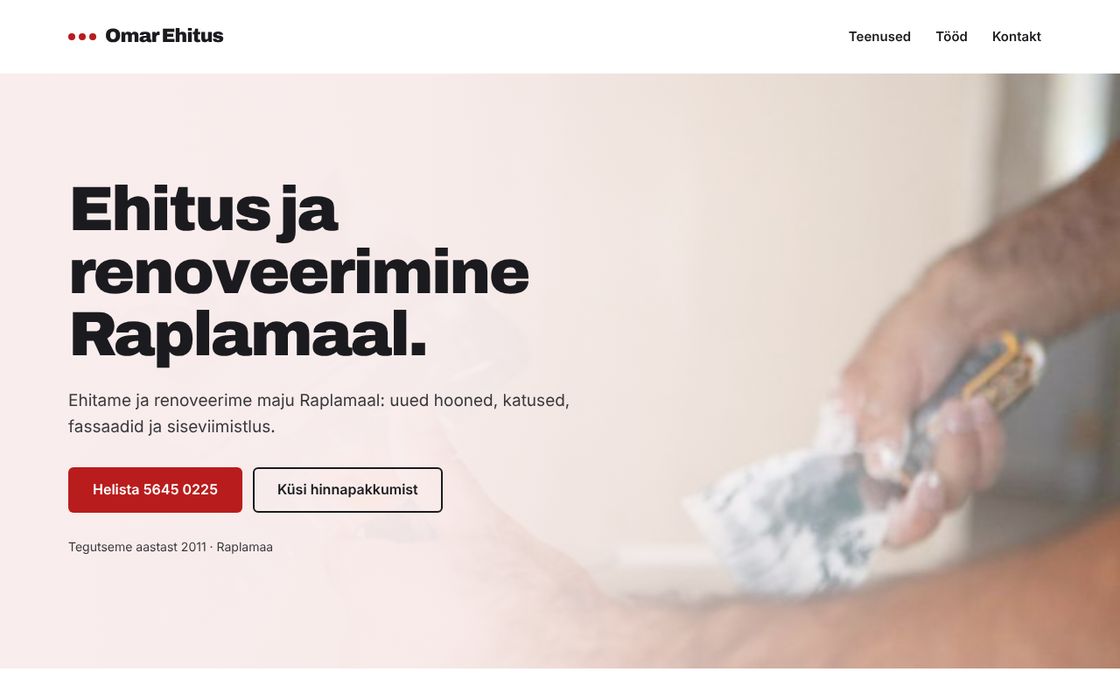 Omar Ehitus
Teenused
Tööd
Kontakt
Ehitus ja
renoveerimine
Raplamaal.
Ehitame ja renoveerime maju Raplamaal: uued hooned, katused,
fassaadid ja siseviimistlus.
Helista 5645 0225
Küsi hinnapakkumist
Tegutseme aastast 2011 · Raplamaa